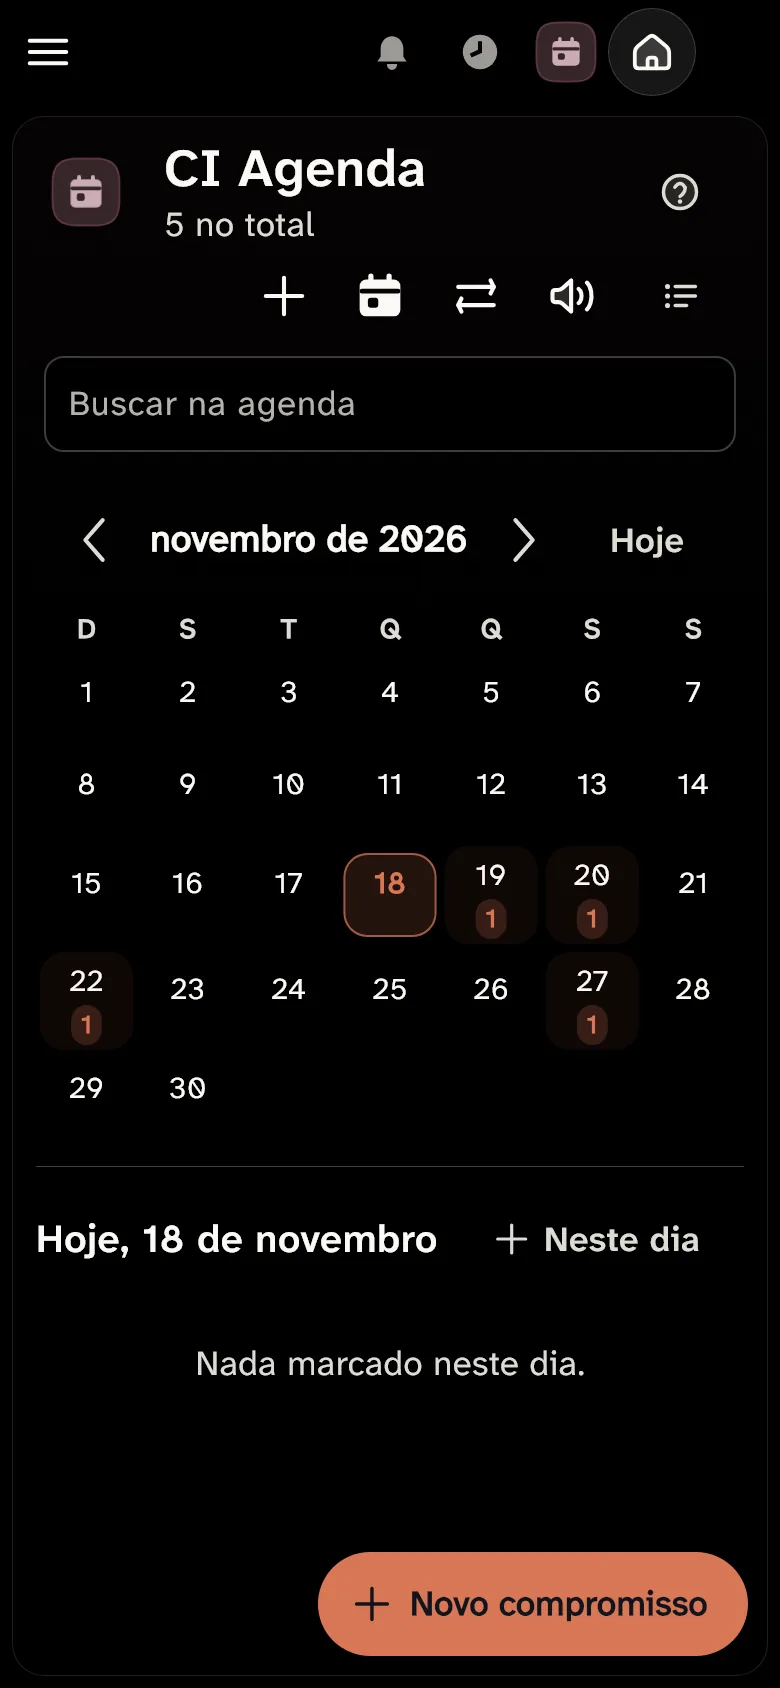 CI Agenda
5 no total
Buscar na agenda
novembro de 2026 Hoje
D S T Q Q S S
1 2 3 4 5 6 7
8 9 10 11 12 13 14
15 16 17 18 19 20 21
1 1
22 23 24 25 26 27 28
1 1
29 30
Hoje, 18 de novembro + Neste dia
Nada marcado neste dia.
+ Novo compromisso